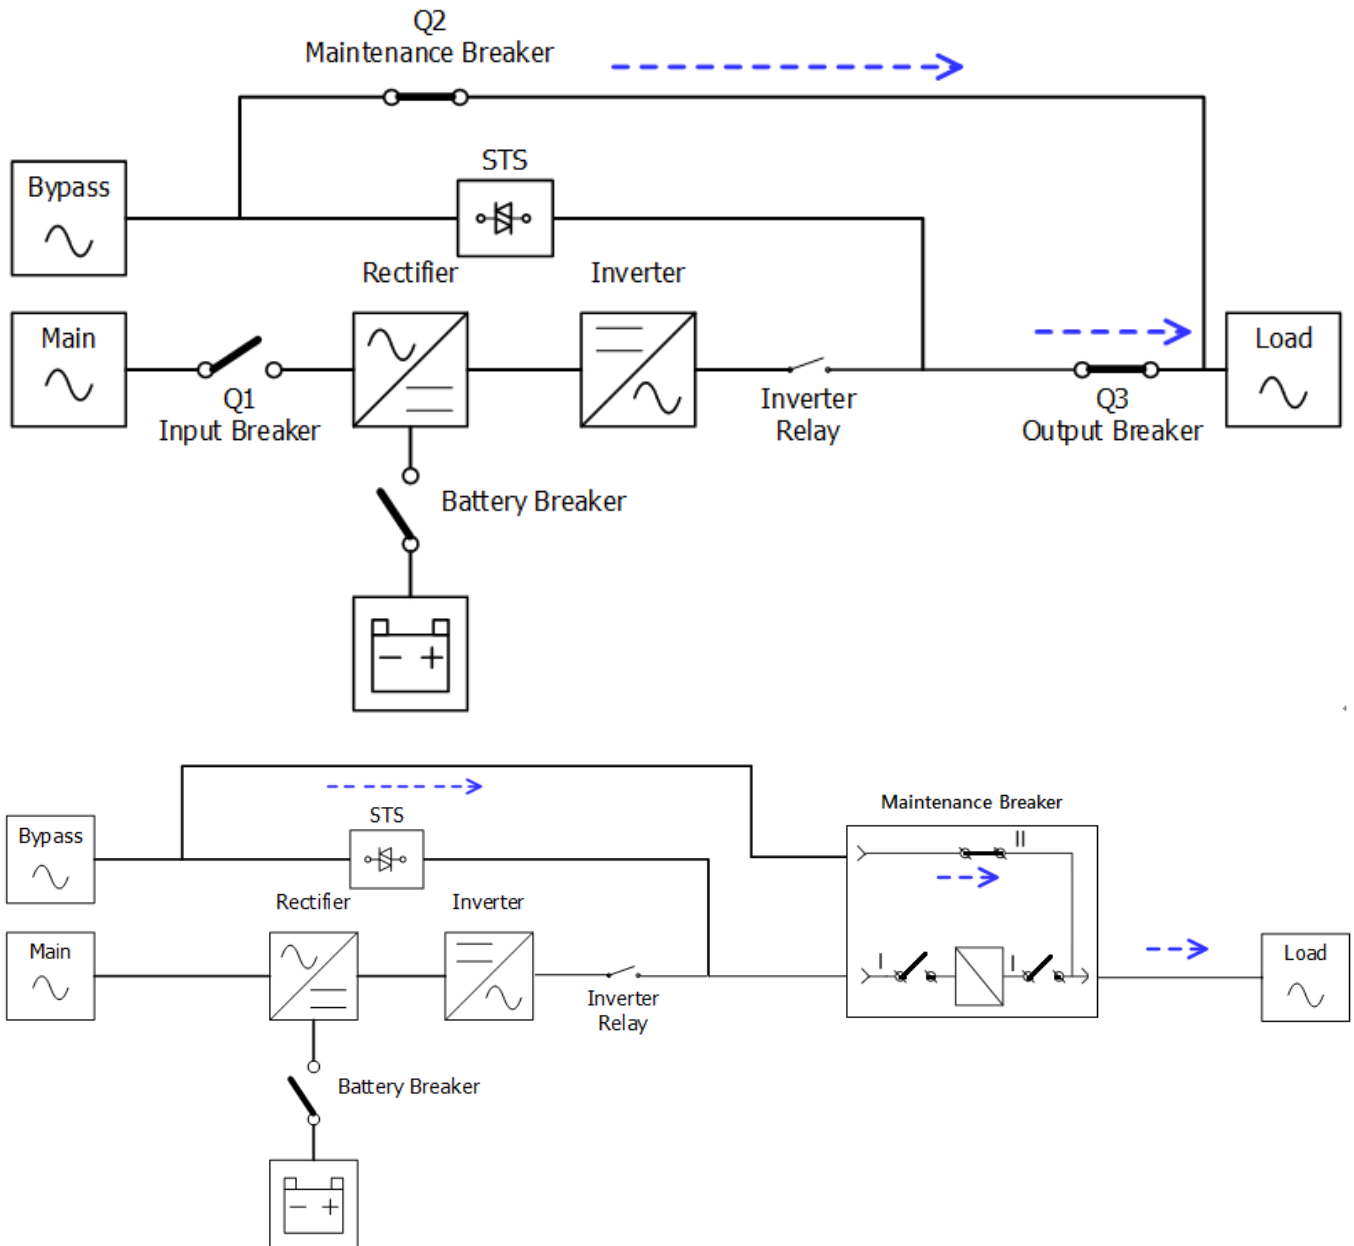 Q2
Maintenance Breaker
STS
Bypass
Rectifier
Inverter
Main
Load
Q1
Input Breaker
Inverter
Relay
Q3
Output Breaker
Battery Breaker
- +
Maintenance Breaker
STS
Bypass
II
Rectifier
Inverter
Main
I
I
Load
Inverter
Relay
Battery Breaker
- +